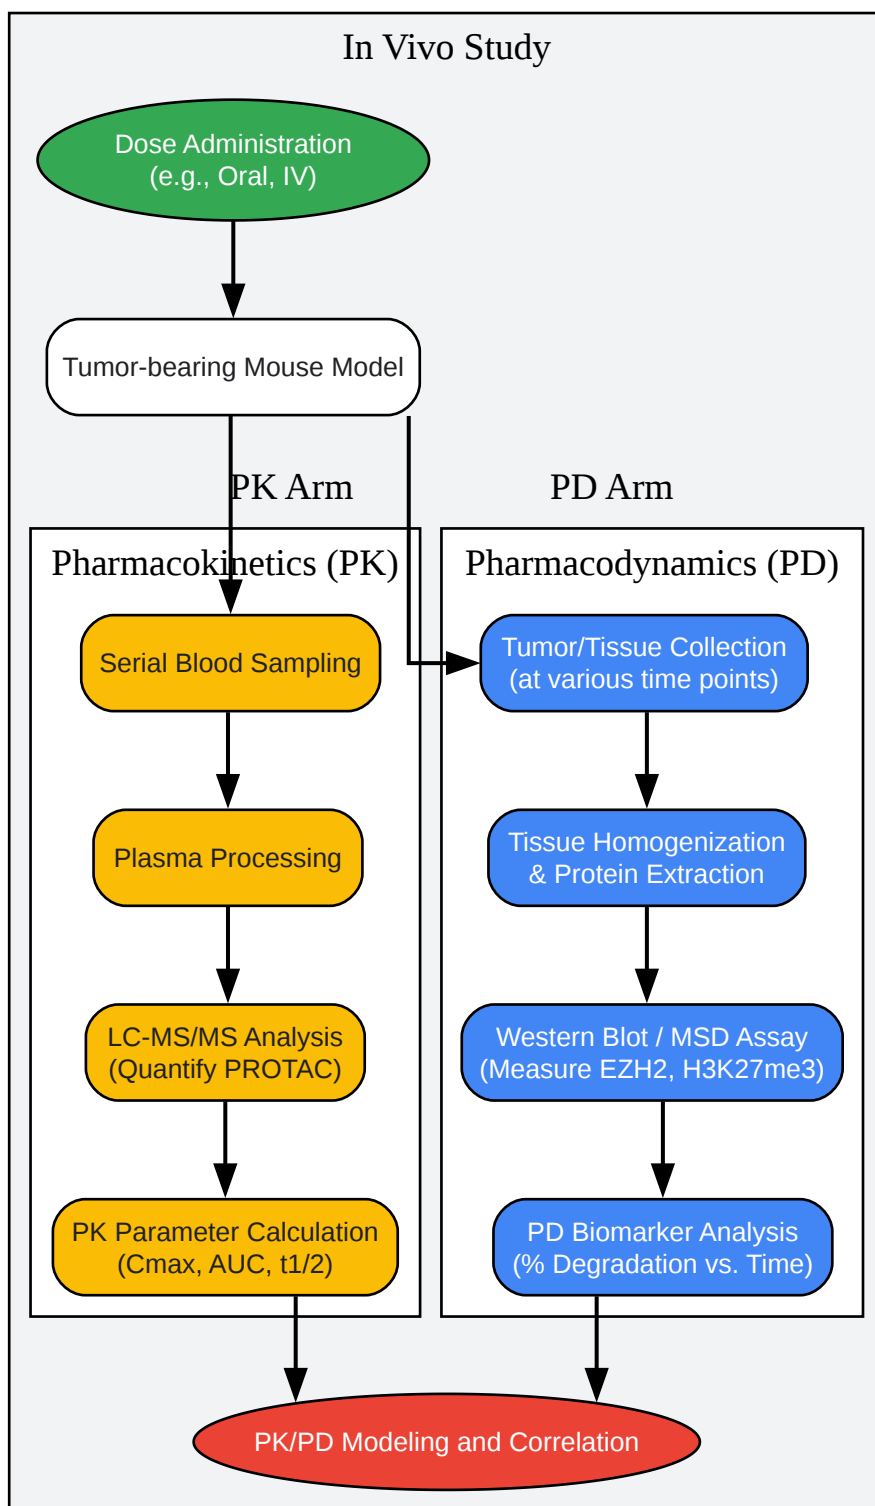 In Vivo Study
Dose Administration
(e.g., Oral, IV)
Tumor-bearing Mouse Model
PK Arm
PD Arm
Pharmacokinetics (PK)
Serial Blood Sampling
Plasma Processing
LC-MS/MS Analysis
(Quantify PROTAC)
PK Parameter Calculation
(Cmax, AUC, t1/2)
Pharmacodynamics (PD)
Tumor/Tissue Collection
(at various time points)
Tissue Homogenization
& Protein Extraction
Western Blot / MSD Assay
(Measure EZH2, H3K27me3)
PD Biomarker Analysis
(% Degradation vs. Time)
PK/PD Modeling and Correlation